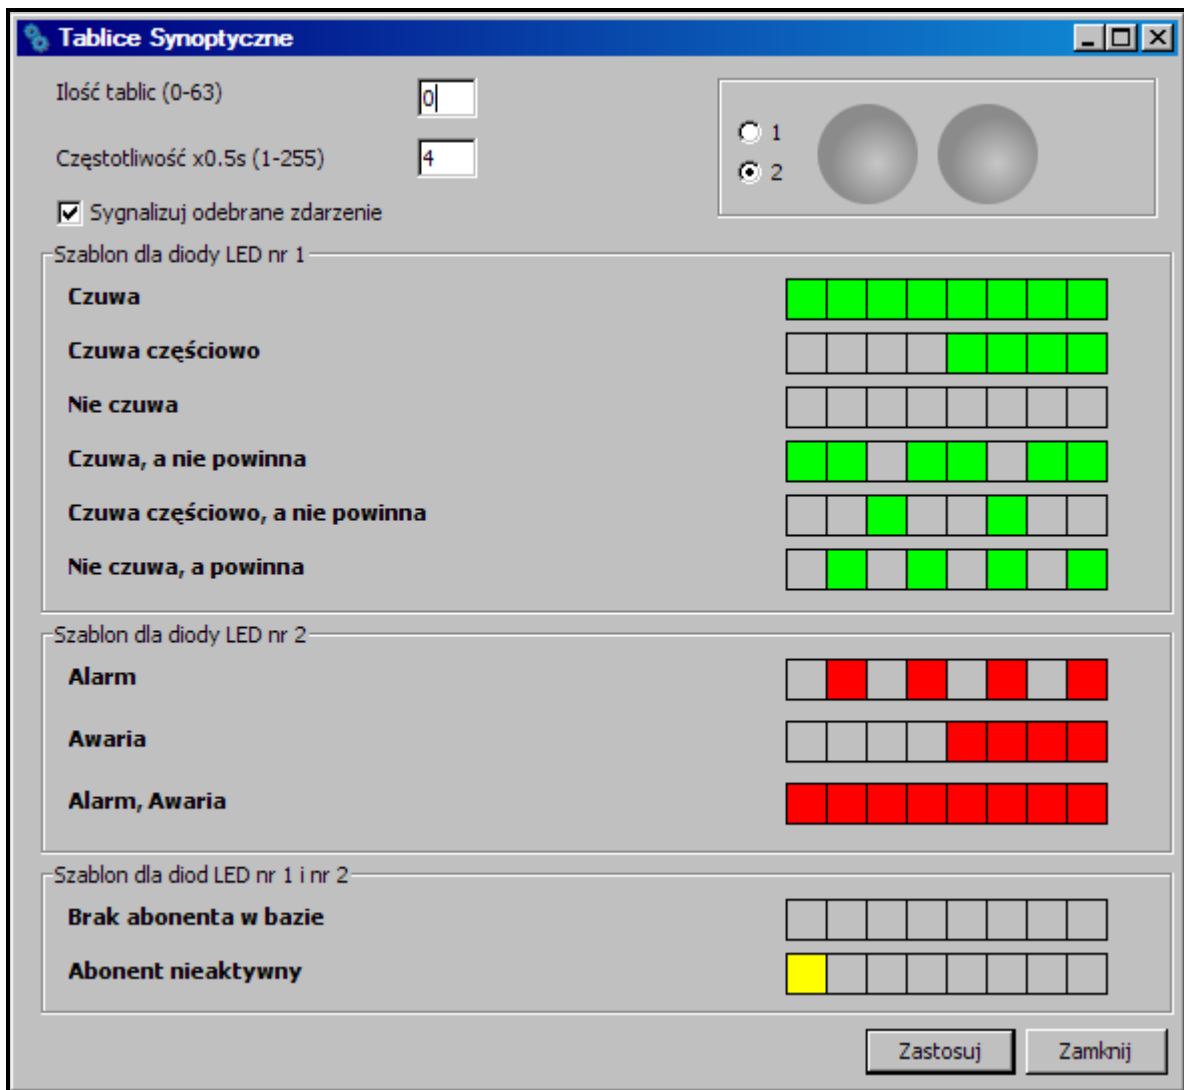 Tablice Synoptyczne
Ilość tablic (0-63)
0
Częstotliwość x0.5s (1-255)
4
Sygnalizuj odebrane zdarzenie
1
2
Szablon dla diody LED nr 1
Czuwa
Czuwa częściowo
Nie czuwa
Czuwa, a nie powinna
Czuwa częściowo, a nie powinna
Nie czuwa, a powinna
Szablon dla diody LED nr 2
Alarm
Awaria
Alarm, Awaria
Szablon dla diod LED nr 1 i nr 2
Brak abonenta w bazie
Abonent nieaktywny
Zastosuj Zamknij